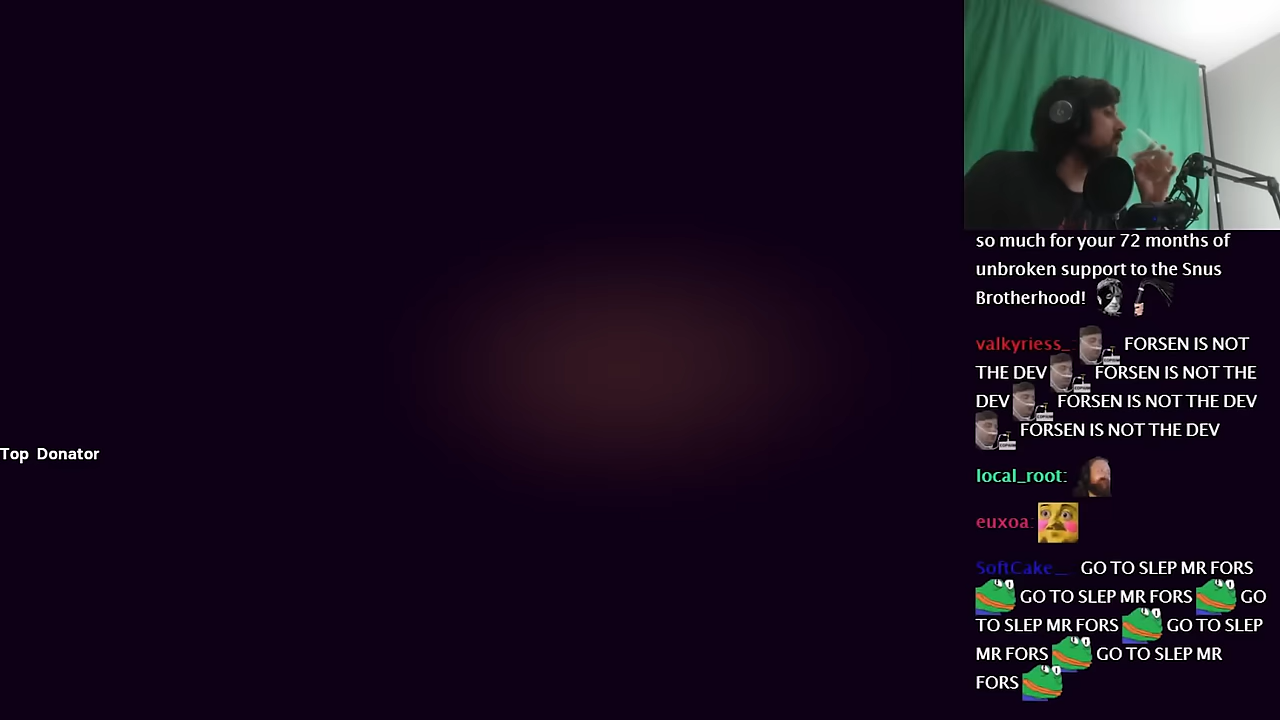 so much for your 72 months of
unbroken support to the Snus
Brotherhood!
valkyriess_: FORSEN IS NOT
THE DEV FORSEN IS NOT THE
DEV FORSEN IS NOT THE DEV
FORSEN IS NOT THE DEV
Top Donator
local_root:
euxoa:
SoftCake__: GO TO SLEP MR FORS
GO TO SLEP MR FORS GO
TO SLEP MR FORS GO TO SLEP
MR FORS GO TO SLEP MR
FORS